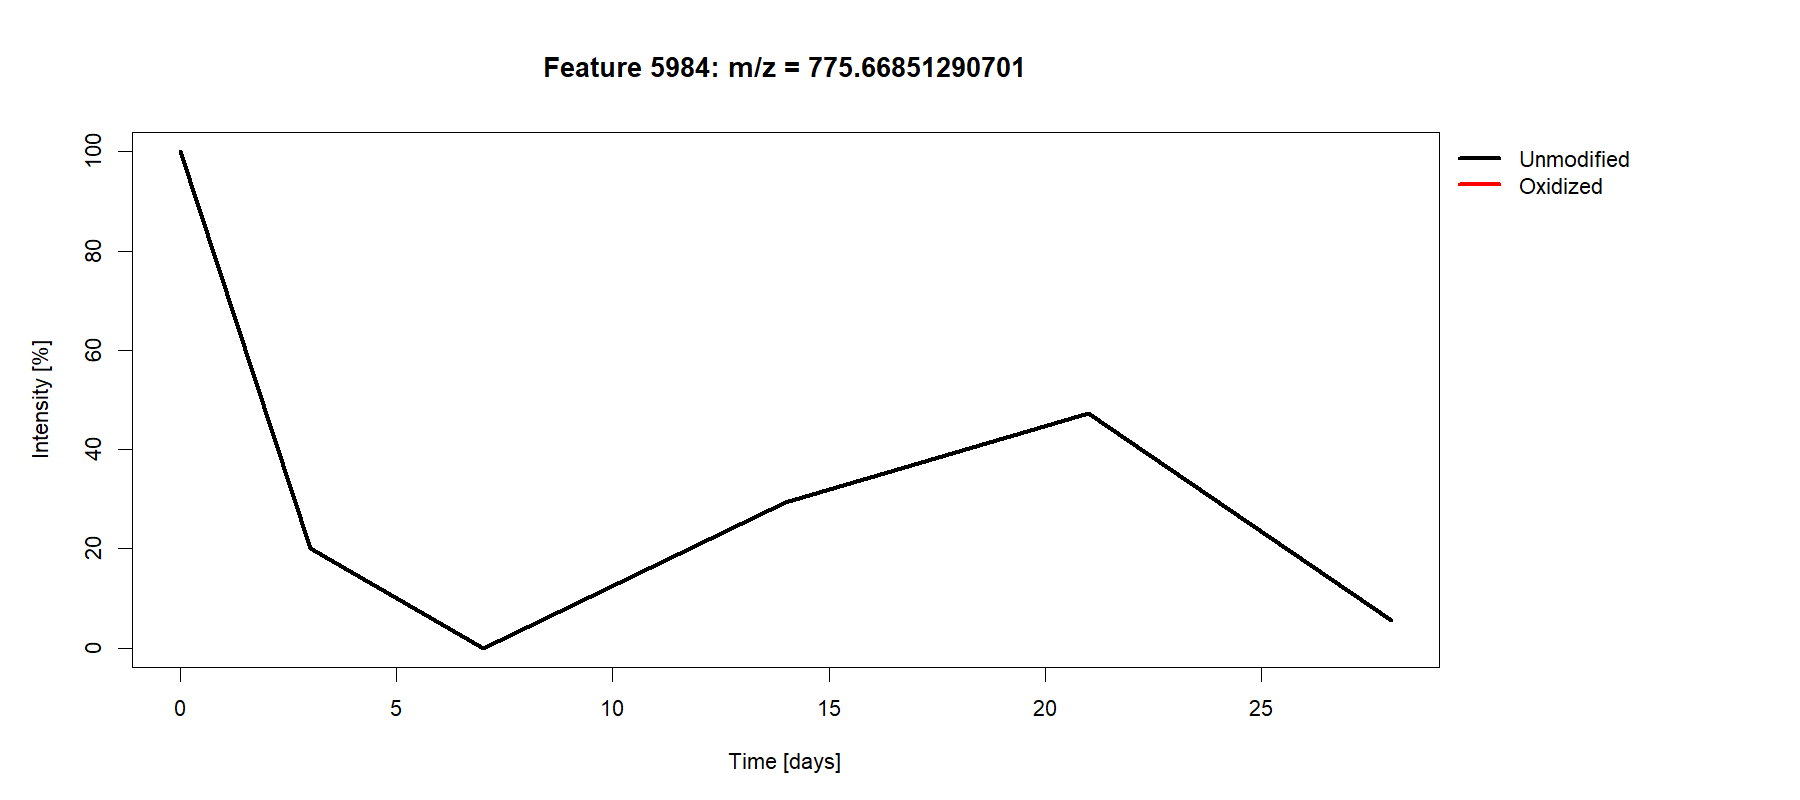 Feature 5984: m/z = 775.66851290701
Unmodified
Oxidized
Intensity [%]
100
80
60
40
20
0
0 5 10 15 20 25
Time [days]